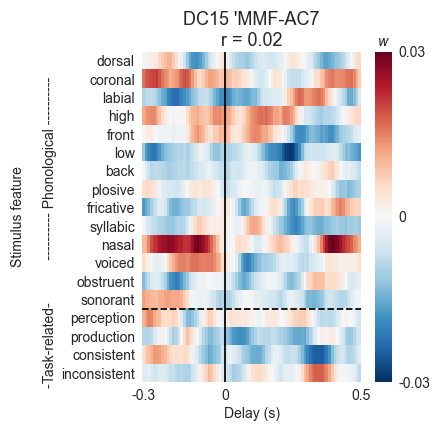 DC15 'MMF-AC7
r = 0.02
w
Stimulus feature
-Task-related-
---------- Phonological ----------
dorsal
coronal
labial
high
front
low
back
plosive
fricative
syllabic
nasal
voiced
obstruent
sonorant
perception
production
consistent
inconsistent
-0.3
0
0.5
Delay (s)
0.03
0
-0.03